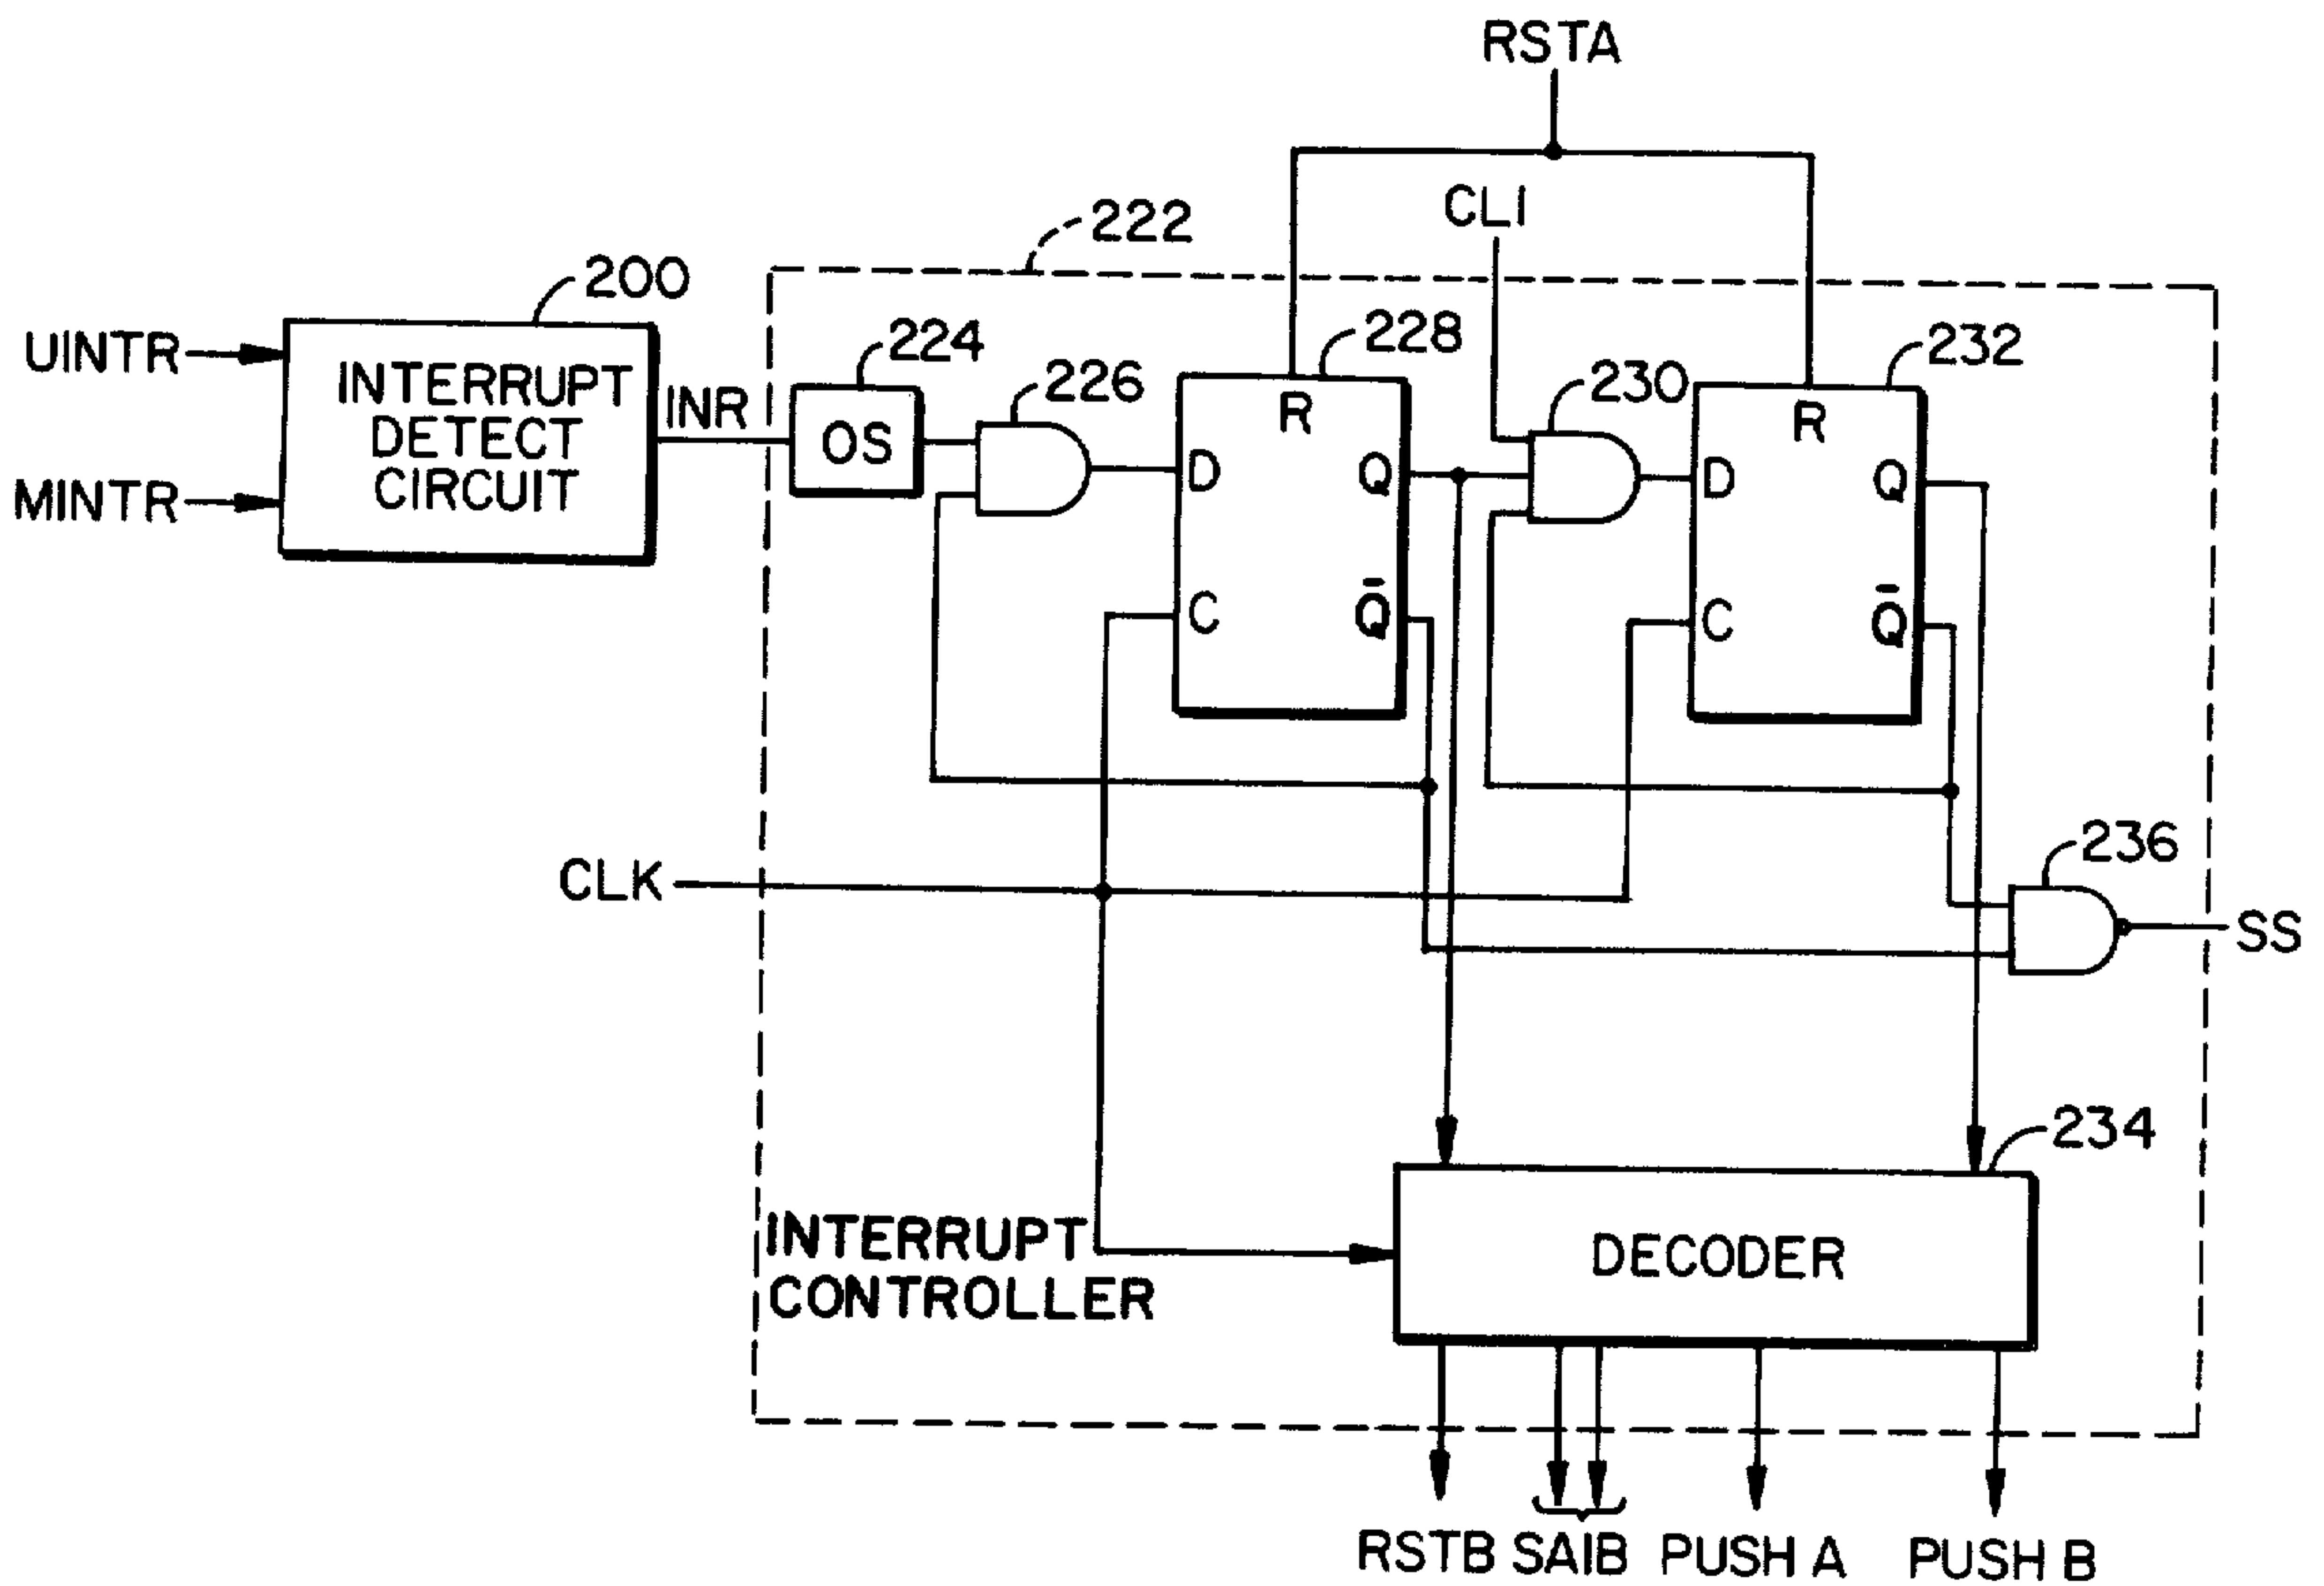 RSTA
CLI
222
200
224
226
228
230
232
UINTR
MINTR
INTERRUPT
DETECT
CIRCUIT
INR
OS
R
D
Q
C
Q̅
R
D
Q
C
Q̅
CLK
236
SS
234
INTERRUPT
CONTROLLER
DECODER
RSTB SAIB PUSH A PUSH B